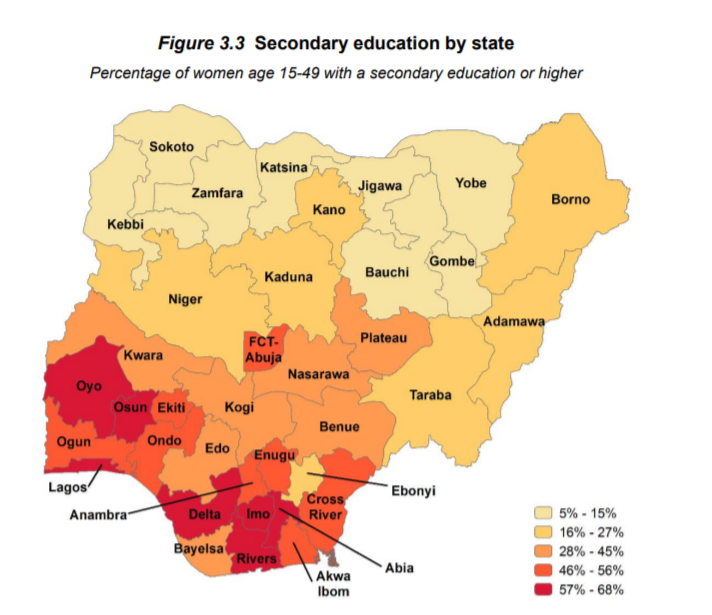 Figure 3.3 Secondary education by state
Percentage of women age 15-49 with a secondary education or higher
Sokoto
Katsina
Jigawa
Yobe
Borno
Zamfara
Kano
Kebbi
Gombe
Bauchi
Kaduna
Niger
Adamawa
Plateau
FCT-
Abuja
Kwara
Nasarawa
Oyo
Taraba
Osun
Ekiti
Kogi
Benue
Ogun
Ondo
Edo
Enugu
Lagos
Ebonyi
Anambra
Cross
River
Delta
Imo
Bayelsa
Rivers
Abia
Akwa
Ibom
5% - 15%
16% - 27%
28% - 45%
46% - 56%
57% - 68%